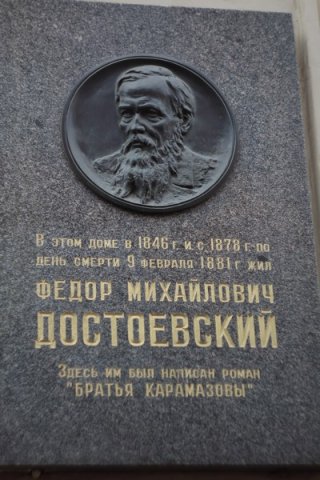 В ЭТОМ ДОМЕ В 1846 Г. И С 1878 Г. ПО
ДЕНЬ СМЕРТИ 9 ФЕВРАЛЯ 1881 Г. ЖИЛ
ФЕДОР МИХАЙЛОВИЧ
ДОСТОЕВСКИЙ
ЗДЕСЬ ИМ БЫЛ НАПИСАН РОМАН
"БРАТЬЯ КАРАМАЗОВЫ"